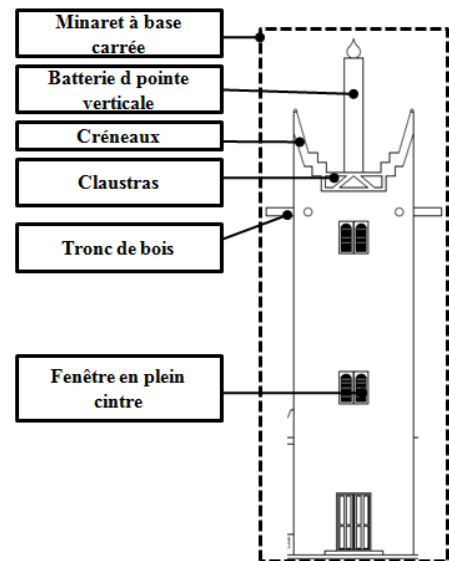 Minaret à base
carrée
Batterie d pointe
verticale
Créneaux
Claustras
Tronc de bois
Fenêtre en plein
cintre